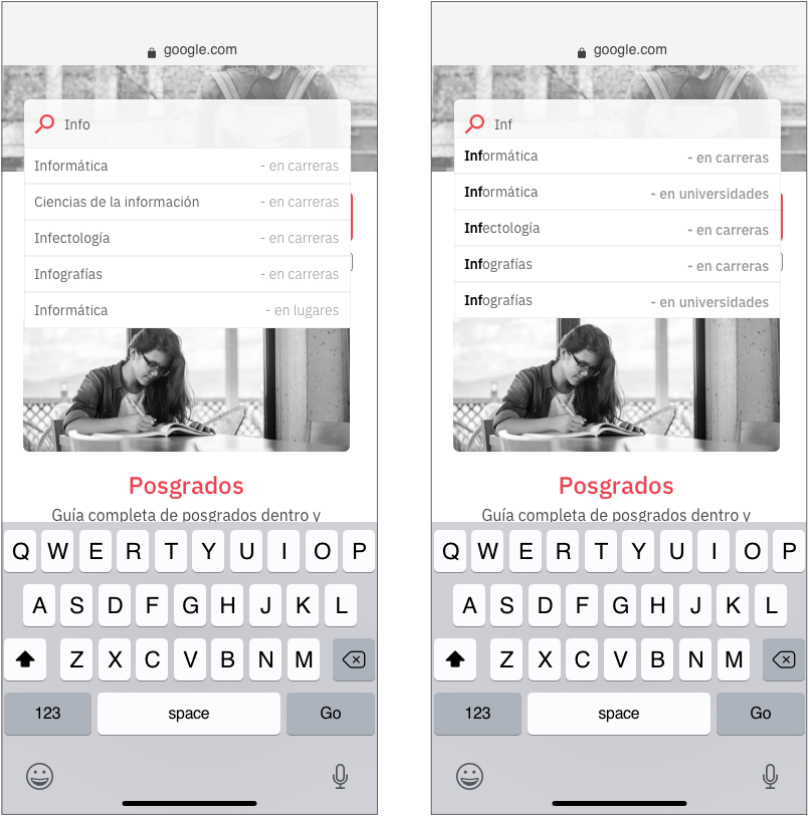 google.com
Info
Informática - en carreras
Ciencias de la información - en carreras
Infectología - en carreras
Infografías - en carreras
Informática - en lugares
Posgrados
Guía completa de posgrados dentro y
Q W E R T Y U I O P
A S D F G H J K L
Z X C V B N M
123 space Go
google.com
Inf
Informática - en carreras
Informática - en universidades
Infectología - en carreras
Infografías - en carreras
Infografías - en universidades
Posgrados
Guía completa de posgrados dentro y
Q W E R T Y U I O P
A S D F G H J K L
Z X C V B N M
123 space Go